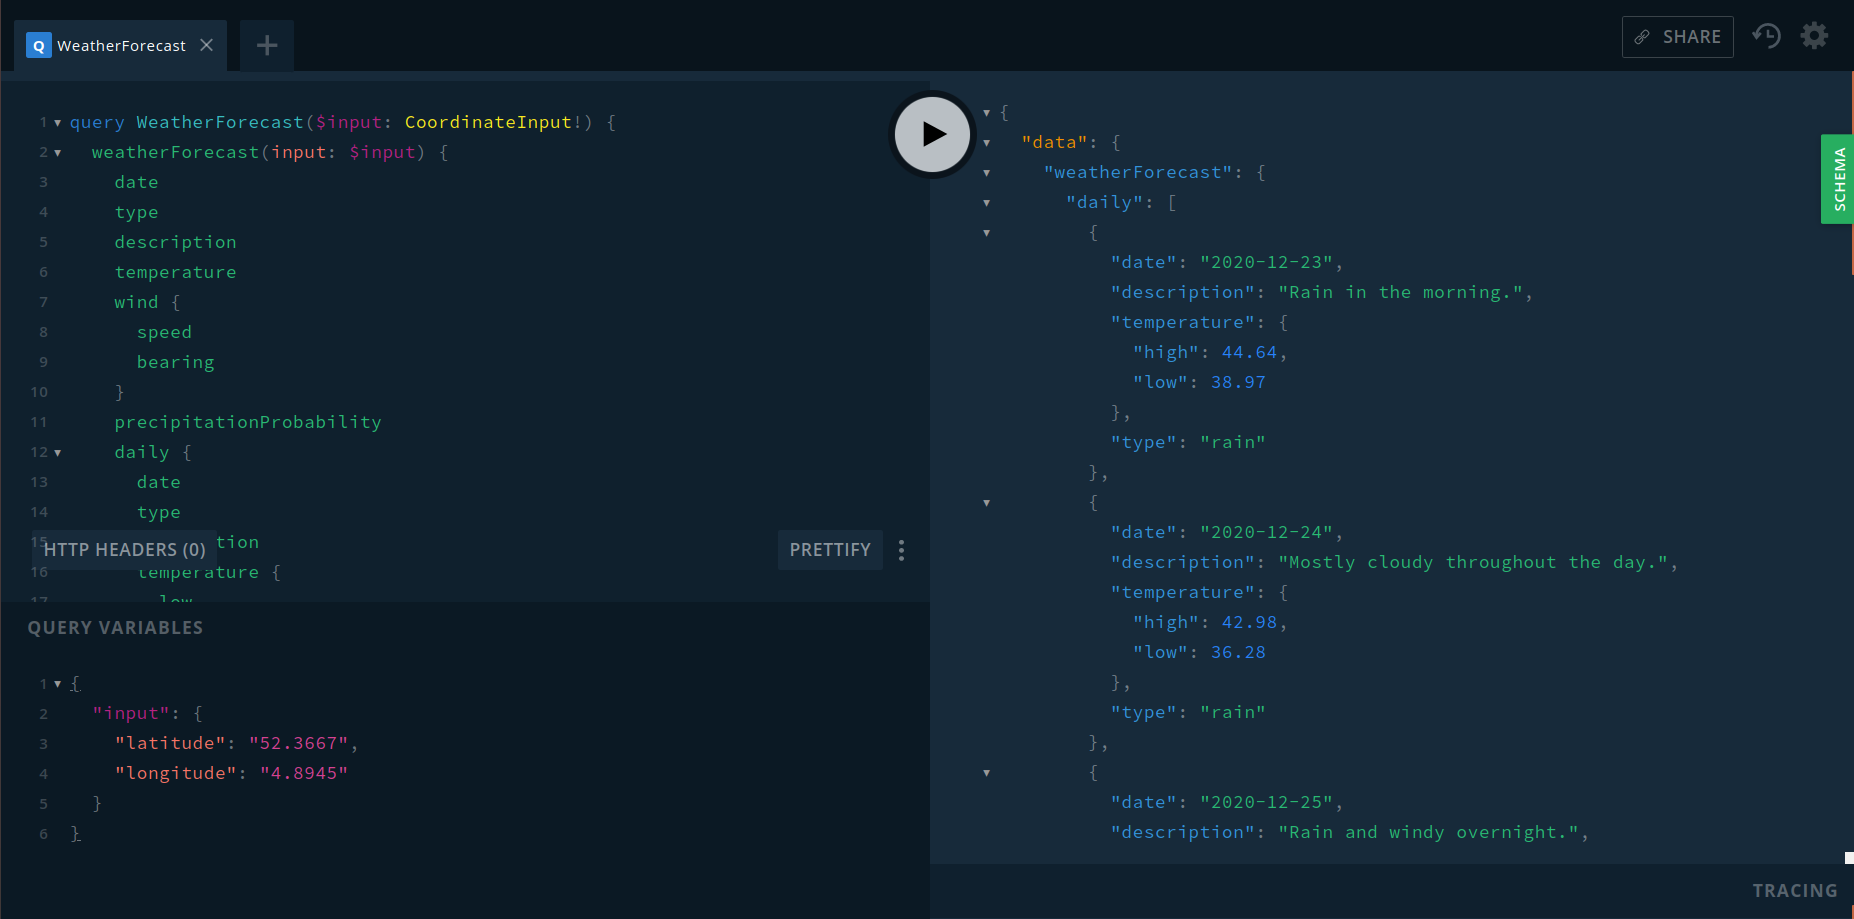 Q WeatherForecast
SHARE
1 query WeatherForecast($input: CoordinateInput!) {
2 weatherForecast(input: $input) {
3 date
4 type
5 description
6 temperature
7 wind {
8 speed
9 bearing
10 }
11 precipitationProbability
12 daily {
13 date
14 type
15 tion
HTTP HEADERS (0)
PRETTIFY
16 temperature {
17 low
QUERY VARIABLES
1 {
2 "input": {
3 "latitude": "52.3667",
4 "longitude": "4.8945"
5 }
6 }
{
"data": {
"weatherForecast": {
"daily": [
{
"date": "2020-12-23",
"description": "Rain in the morning.",
"temperature": {
"high": 44.64,
"low": 38.97
},
"type": "rain"
},
{
"date": "2020-12-24",
"description": "Mostly cloudy throughout the day.",
"temperature": {
"high": 42.98,
"low": 36.28
},
"type": "rain"
},
{
"date": "2020-12-25",
"description": "Rain and windy overnight.",
SCHEMA
TRACING